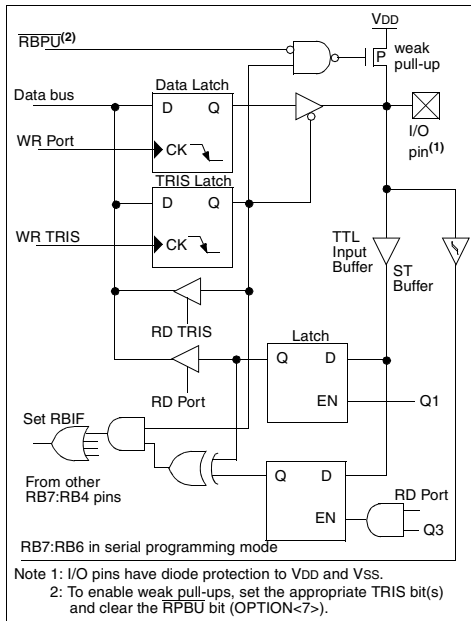 VDD
RBPU(2)
P
weak
pull-up
Data Latch
Data bus
D
Q
WR Port
CK
I/O
pin(1)
TRIS Latch
D
Q
WR TRIS
CK
TTL
Input
Buffer
ST
Buffer
RD TRIS
Latch
Q
D
RD Port
EN
Q1
Set RBIF
From other
RB7:RB4 pins
Q
D
RD Port
EN
Q3
RB7:RB6 in serial programming mode
Note 1: I/O pins have diode protection to VDD and VSS.
2: To enable weak pull-ups, set the appropriate TRIS bit(s)
and clear the RPBU bit (OPTION<7>).